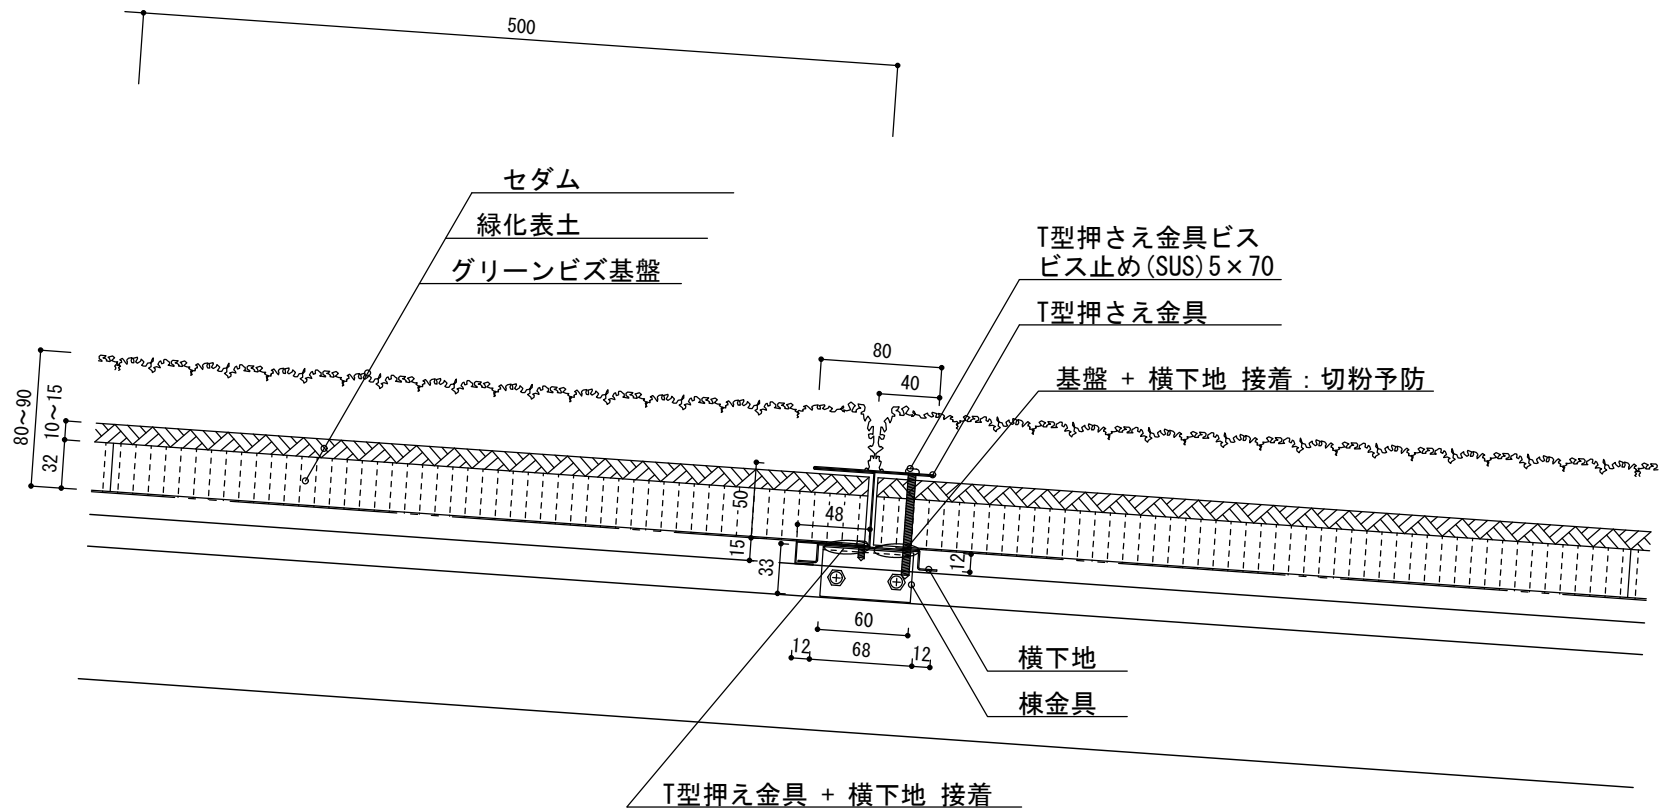 500
セダム
緑化表土
グリーンビズ基盤
T型押さえ金具ビス
ビス止め(SUS)5×70
T型押さえ金具
80
40
基盤 + 横下地 接着：切粉予防
80~90
10~15
32
50
48
15
33
12
60
12
68
12
横下地
棟金具
T型押え金具 + 横下地 接着